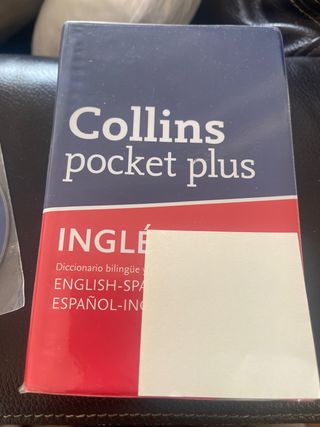 Collins
pocket plus
INGLÉ
Diccionario bilingüe
ENGLISH-SPA
ESPAÑOL-ING